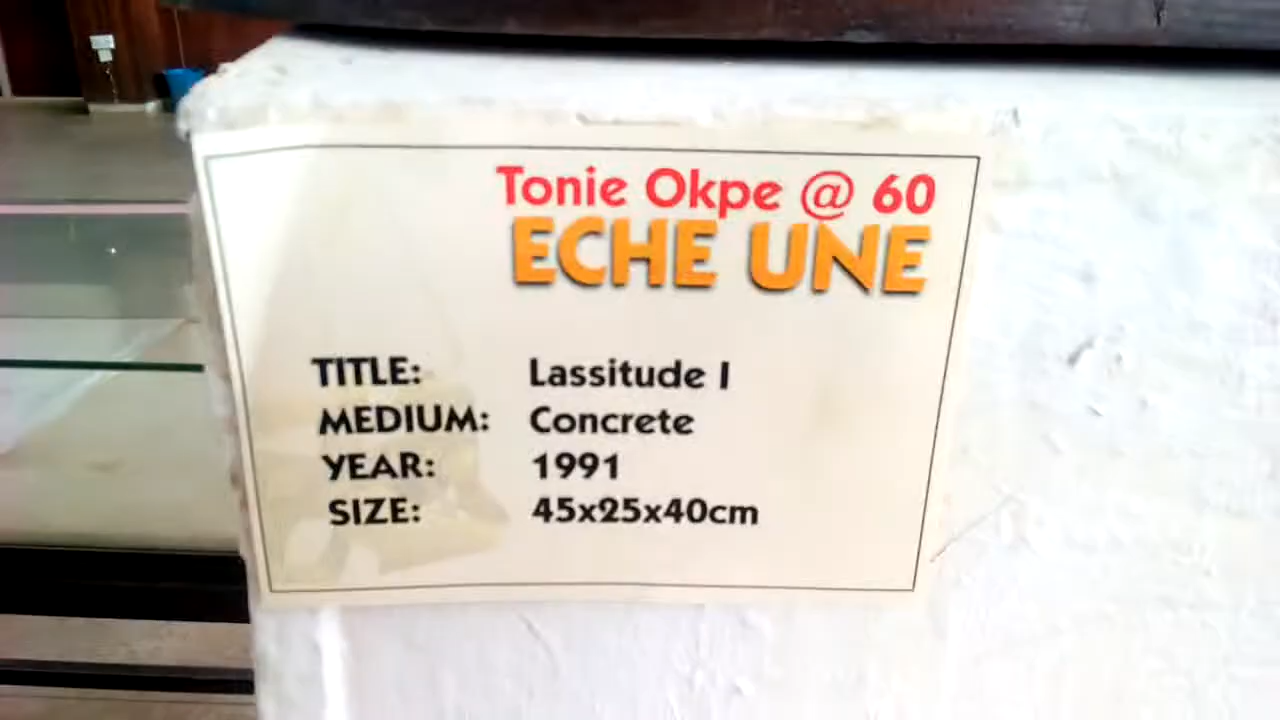 Tonie Okpe @ 60
ECHE UNE
TITLE: Lassitude I
MEDIUM: Concrete
YEAR: 1991
SIZE: 45x25x40cm